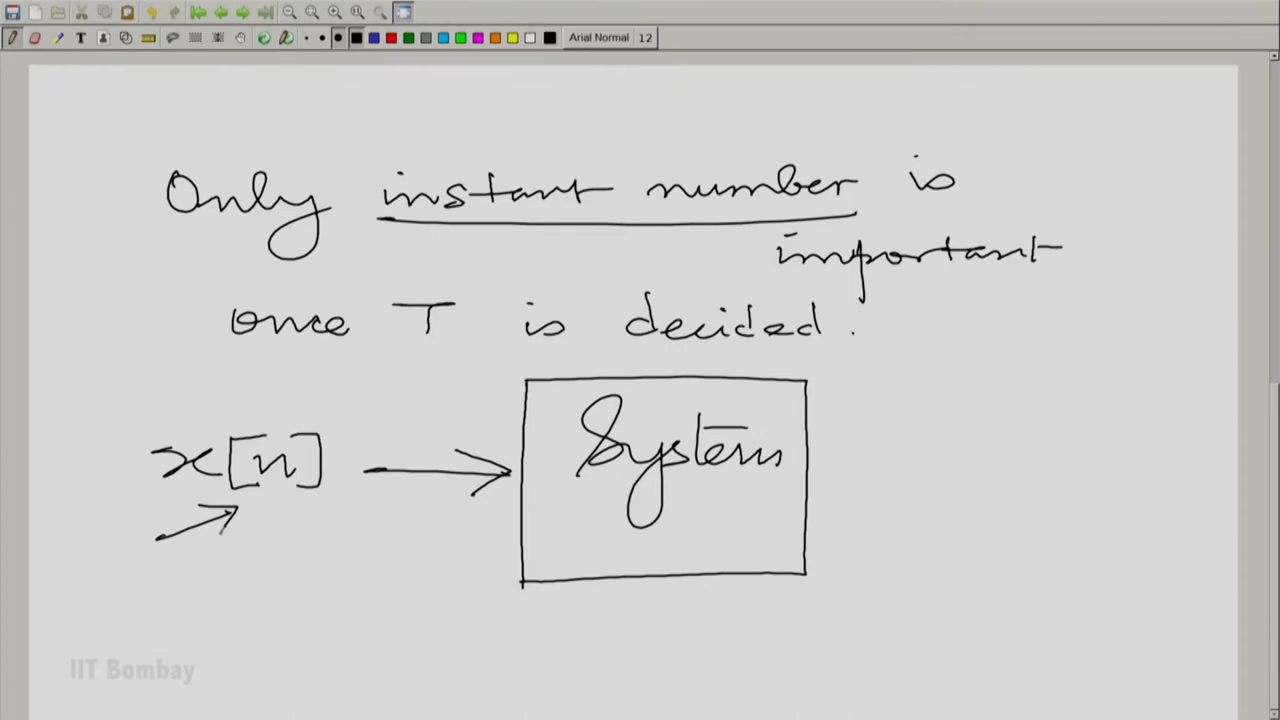 Arial Normal 12
Only instant number is
important
once T is decided.
x[n]
System
IIT Bombay